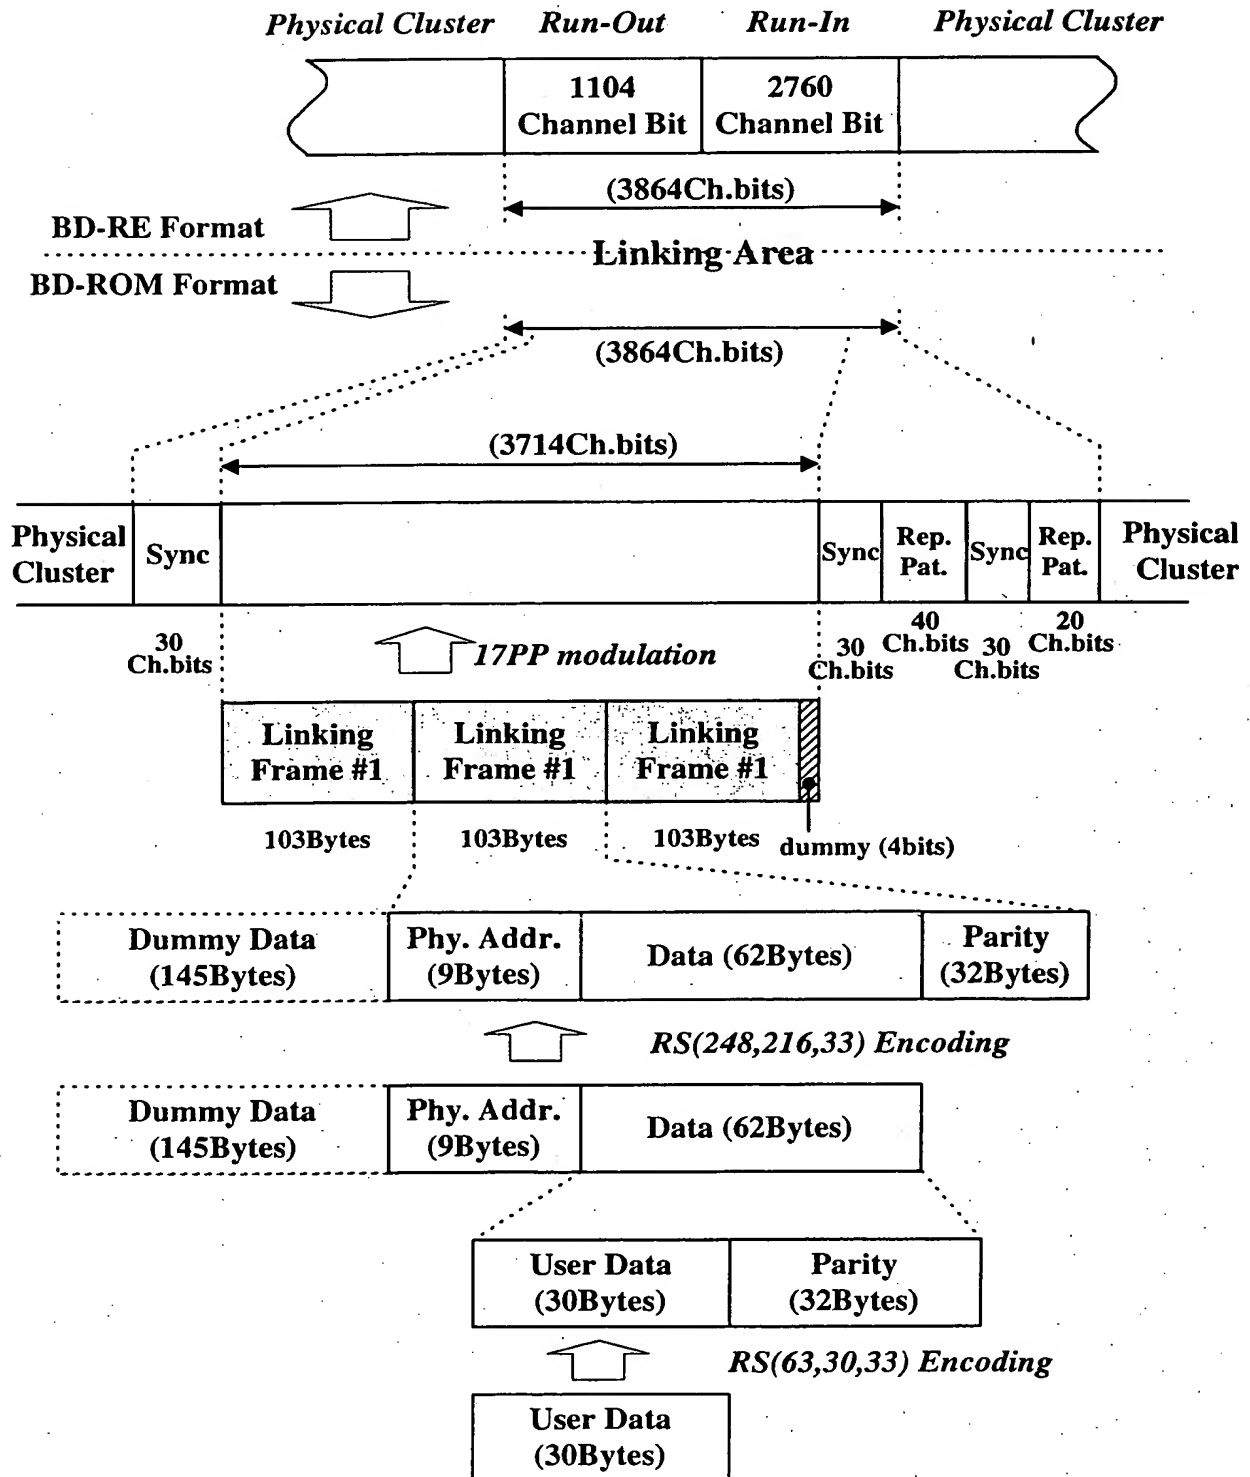 Physical Cluster Run-Out Run-In Physical Cluster
1104 Channel Bit
2760 Channel Bit
(3864Ch.bits)
BD-RE Format
Linking Area
BD-ROM Format
(3864Ch.bits)
(3714Ch.bits)
Physical Cluster
Sync
Sync
Rep. Pat.
Sync
Rep. Pat.
Physical Cluster
30 Ch.bits
17PP modulation
30 Ch.bits
40 Ch.bits
30 Ch.bits
20 Ch.bits
Linking Frame #1
Linking Frame #1
Linking Frame #1
103Bytes
103Bytes
103Bytes
dummy (4bits)
Dummy Data (145Bytes)
Phy. Addr. (9Bytes)
Data (62Bytes)
Parity (32Bytes)
RS(248,216,33) Encoding
Dummy Data (145Bytes)
Phy. Addr. (9Bytes)
Data (62Bytes)
User Data (30Bytes)
Parity (32Bytes)
RS(63,30,33) Encoding
User Data (30Bytes)